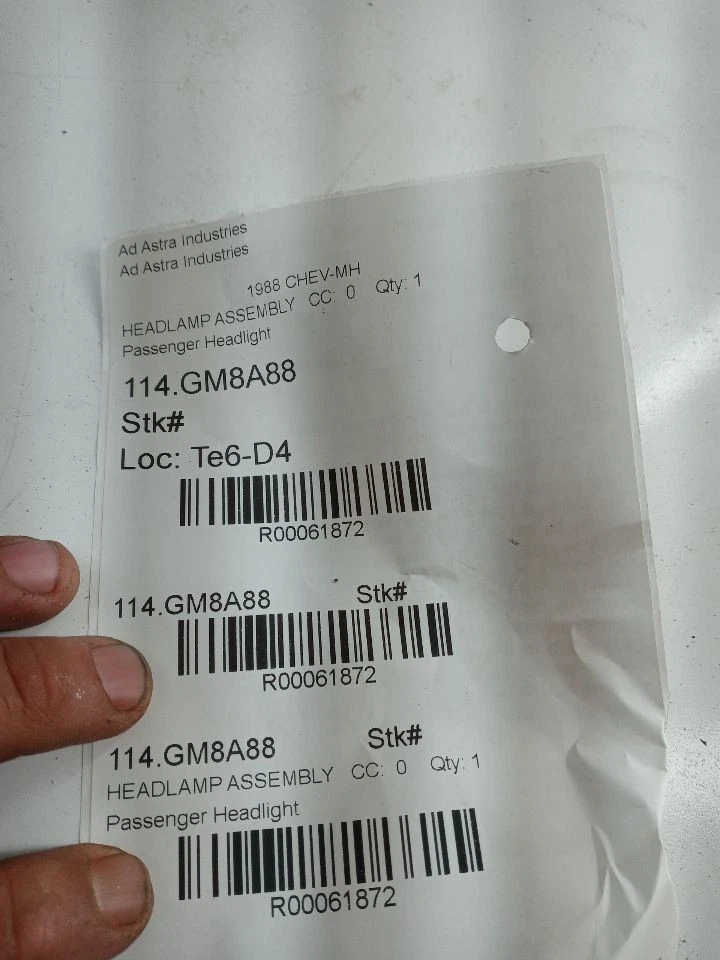 Ad Astra Industries
Ad Astra Industries
1988 CHEV-MH
HEADLAMP ASSEMBLY CC: 0 Qty: 1
Passenger Headlight
114.GM8A88
Stk#
Loc: Te6-D4
R00061872
114.GM8A88 Stk#
R00061872
114.GM8A88 Stk#
HEADLAMP ASSEMBLY CC: 0 Qty: 1
Passenger Headlight
R00061872